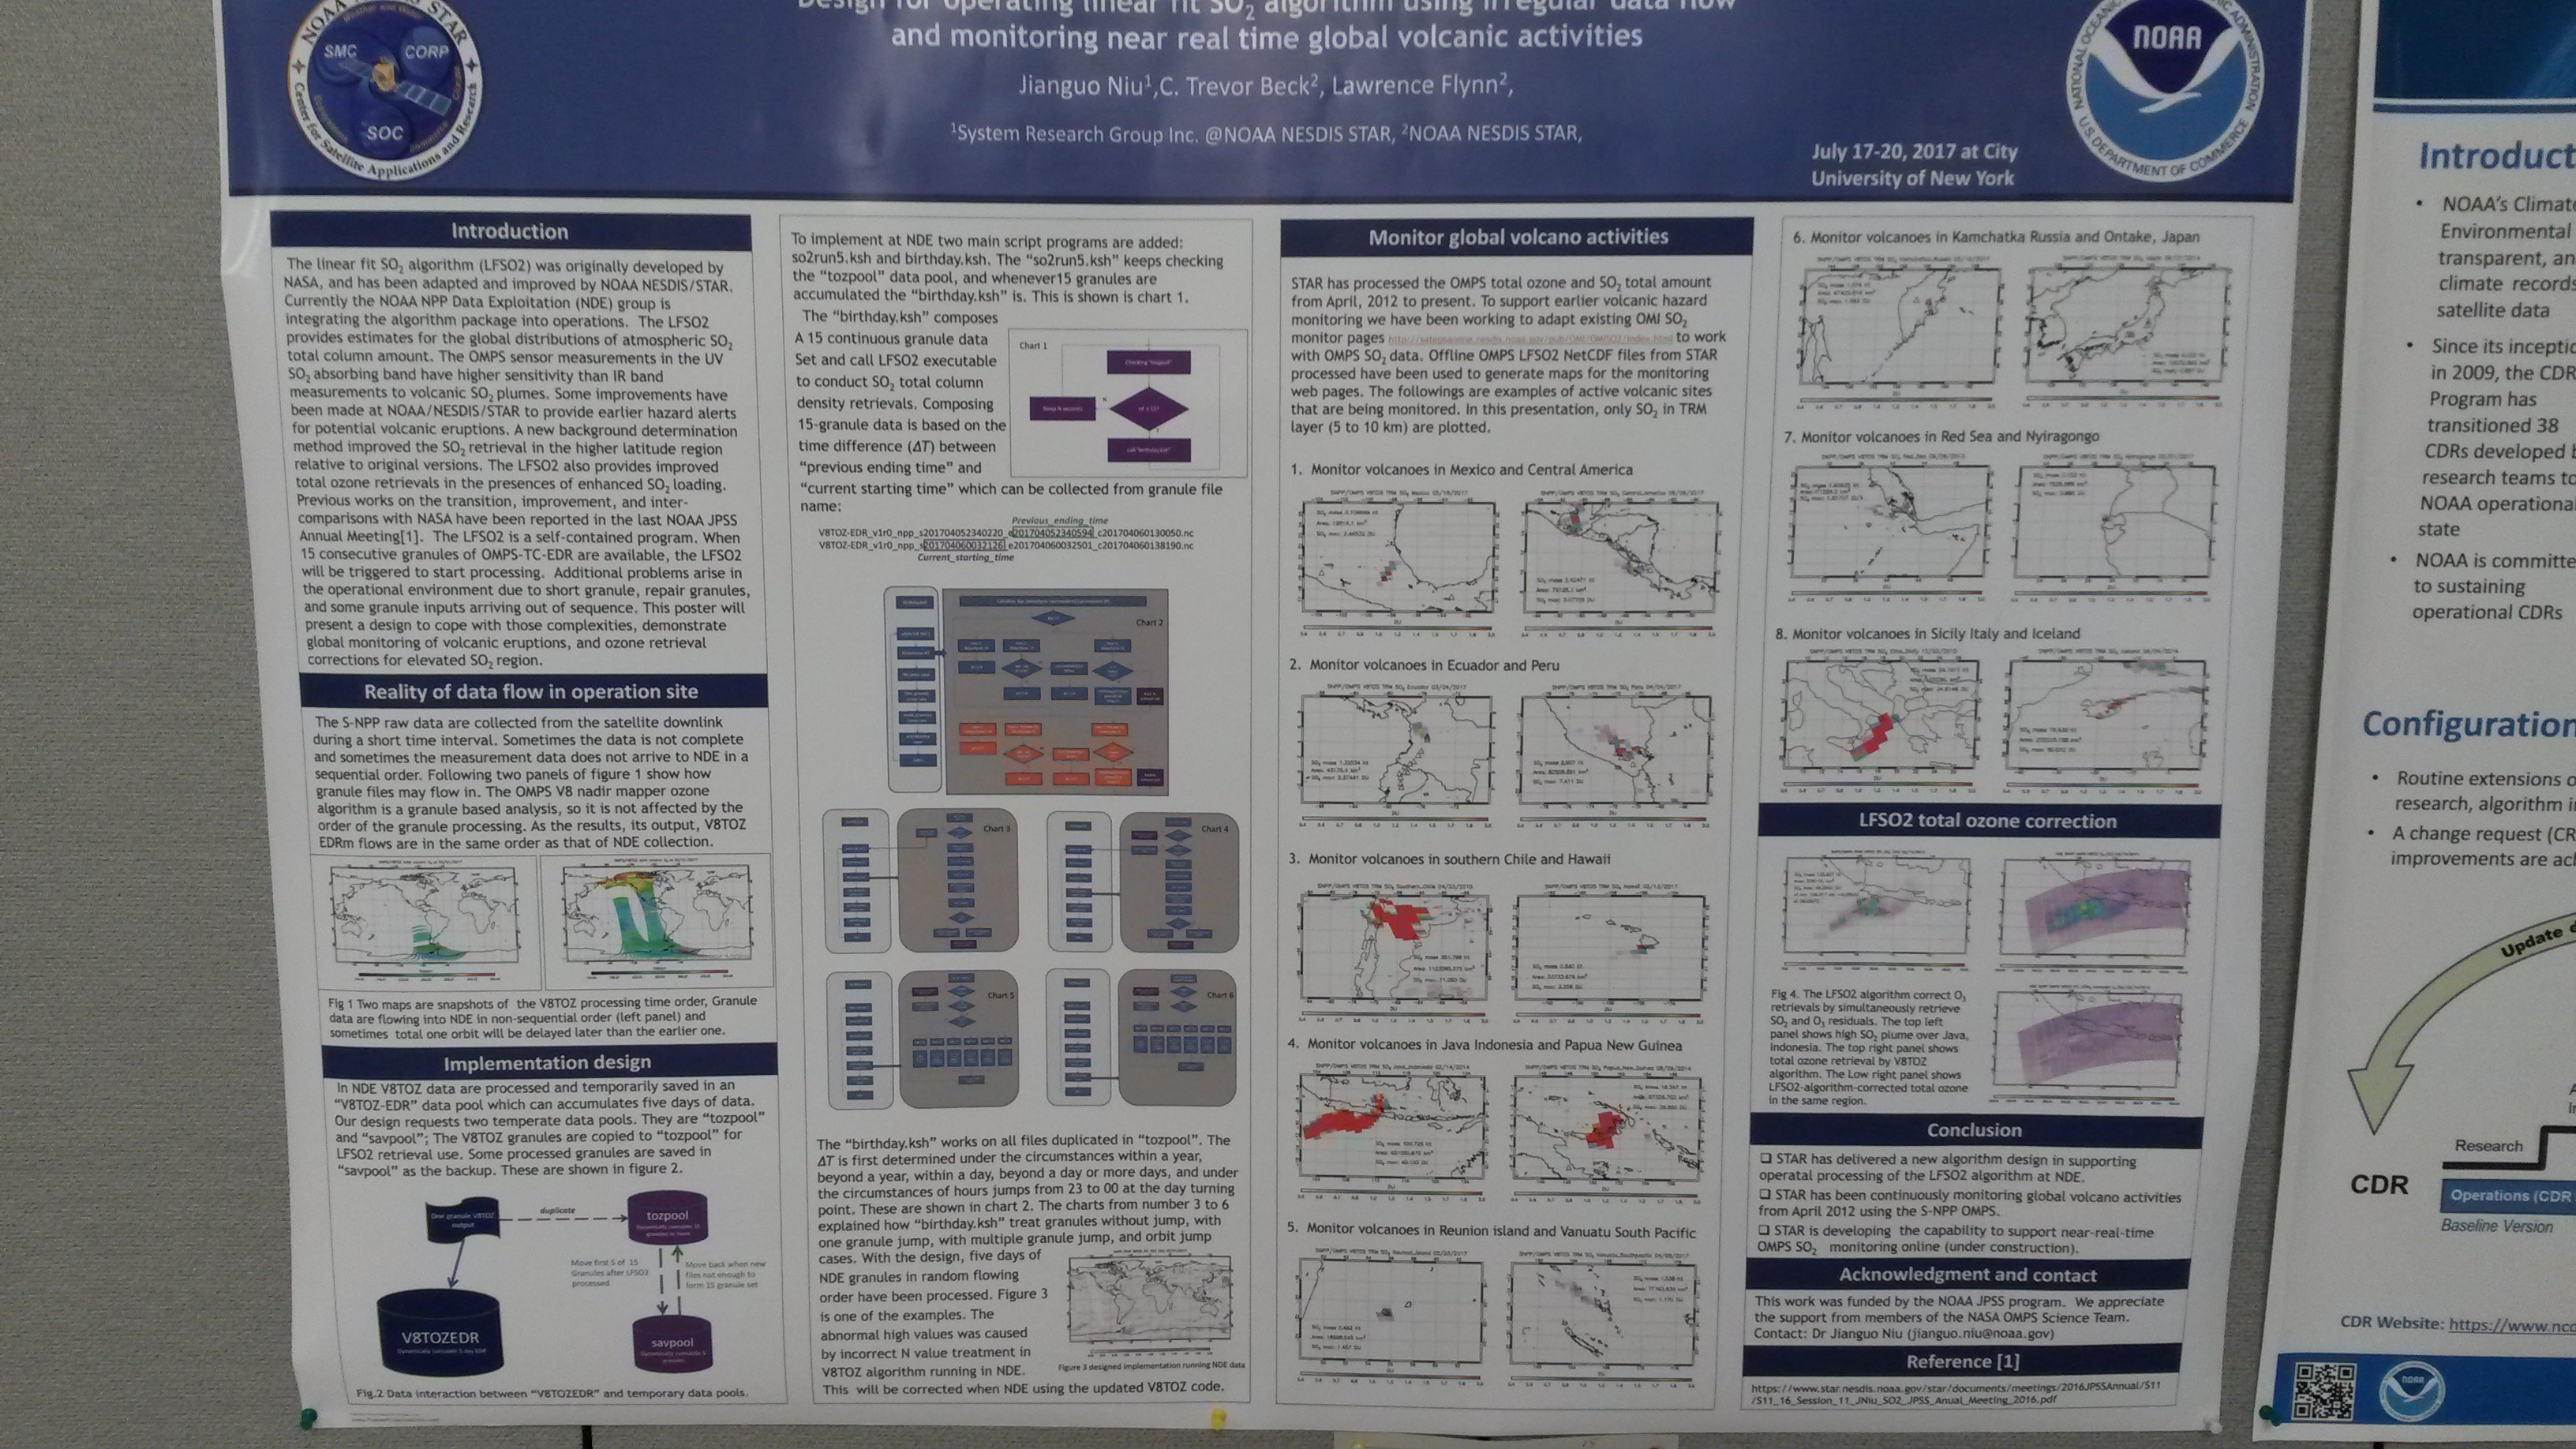 Design for operating linear fit SO2 algorithm using irregular data flow
and monitoring near real time global volcanic activities
Jianguo Niu1,C. Trevor Beck2, Lawrence Flynn2,
1System Research Group Inc. @NOAA NESDIS STAR, 2NOAA NESDIS STAR,
July 17-20, 2017 at City
University of New York
SMC CORP
SOC
Center for Satellite Applications and Research
NOAA
U.S. DEPARTMENT OF COMMERCE
Introduction
The linear fit SO2 algorithm (LFSO2) was originally developed by
NASA, and has been adapted and improved by NOAA NESDIS/STAR.
Currently the NOAA NPP Data Exploitation (NDE) group is
integrating the algorithm package into operations. The LFSO2
provides estimates for the global distributions of atmospheric SO2
total column amount. The OMPS sensor measurements in the UV
SO2 absorbing band have higher sensitivity than IR band
measurements to volcanic SO2 plumes. Some improvements have
been made at NOAA/NESDIS/STAR to provide earlier hazard alerts
for potential volcanic eruptions. A new background determination
method improved the SO2 retrieval in the higher latitude region
relative to original versions. The LFSO2 also provides improved
total ozone retrievals in the presences of enhanced SO2 loading.
Previous works on the transition, improvement, and inter-
comparisons with NASA have been reported in the last NOAA JPSS
Annual Meeting[1]. The LFSO2 is a self-contained program. When
15 consecutive granules of OMPS-TC-EDR are available, the LFSO2
will be triggered to start processing. Additional problems arise in
the operational environment due to short granule, repair granules,
and some granule inputs arriving out of sequence. This poster will
present a design to cope with those complexities, demonstrate
global monitoring of volcanic eruptions, and ozone retrieval
corrections for elevated SO2 region.
Reality of data flow in operation site
The S-NPP raw data are collected from the satellite downlink
during a short time interval. Sometimes the data is not complete
and sometimes the measurement data does not arrive to NDE in a
sequential order. Following two panels of figure 1 show how
granule files may flow in. The OMPS V8 nadir mapper ozone
algorithm is a granule based analysis, so it is not affected by the
order of the granule processing. As the results, its output, V8TOZ
EDRm flows are in the same order as that of NDE collection.
Fig 1 Two maps are snapshots of the V8TOZ processing time order, Granule
data are flowing into NDE in non-sequential order (left panel) and
sometimes total one orbit will be delayed later than the earlier one.
Implementation design
In NDE V8TOZ data are processed and temporarily saved in an
"V8TOZ-EDR" data pool which can accumulates five days of data.
Our design requests two temperate data pools. They are "tozpool"
and "savpool"; The V8TOZ granules are copied to "tozpool" for
LFSO2 retrieval use. Some processed granules are saved in
"savpool" as the backup. These are shown in figure 2.
One granule V8TOZ
output
duplicate
tozpool
Move first 5 of 15
Granules after LFSO2
processed
Move back when new
files not enough to
form 15 granule set
V8TOZEDR
savpool
Fig.2 Data interaction between "V8TOZEDR" and temporary data pools.
To implement at NDE two main script programs are added:
so2run5.ksh and birthday.ksh. The "so2run5.ksh" keeps checking
the "tozpool" data pool, and whenever15 granules are
accumulated the "birthday.ksh" is. This is shown is chart 1.
The "birthday.ksh" composes
A 15 continuous granule data
Set and call LFSO2 executable
to conduct SO2 total column
density retrievals. Composing
15-granule data is based on the
time difference (ΔT) between
"previous ending time" and
"current starting time" which can be collected from granule file
name:
Chart 1
Checking "tozpool"
Sleep N seconds
Previous_ending_time
V8TOZ-EDR_v1r0_npp_s201704052340220_e201704052340594_c201704060130050.nc
V8TOZ-EDR_v1r0_npp_s201704060032126_e201704060032501_c201704060138190.nc
Current_starting_time
Chart 2
Chart 3
Chart 4
Chart 5
Chart 6
The "birthday.ksh" works on all files duplicated in "tozpool". The
ΔT is first determined under the circumstances within a year,
beyond a year, within a day, beyond a day or more days, and under
the circumstances of hours jumps from 23 to 00 at the day turning
point. These are shown in chart 2. The charts from number 3 to 6
explained how "birthday.ksh" treat granules without jump, with
one granule jump, with multiple granule jump, and orbit jump
cases. With the design, five days of
NDE granules in random flowing
order have been processed. Figure 3
is one of the examples. The
abnormal high values was caused
by incorrect N value treatment in
V8TOZ algorithm running in NDE.
This will be corrected when NDE using the updated V8TOZ code.
Figure 3 designed implementation running NDE data
Monitor global volcano activities
STAR has processed the OMPS total ozone and SO2 total amount
from April, 2012 to present. To support earlier volcanic hazard
monitoring we have been working to adapt existing OMI SO2
monitor pages to work
with OMPS SO2 data. Offline OMPS LFSO2 NetCDF files from STAR
processed have been used to generate maps for the monitoring
web pages. The followings are examples of active volcanic sites
that are being monitored. In this presentation, only SO2 in TRM
layer (5 to 10 km) are plotted.
1. Monitor volcanoes in Mexico and Central America
2. Monitor volcanoes in Ecuador and Peru
3. Monitor volcanoes in southern Chile and Hawaii
4. Monitor volcanoes in Java Indonesia and Papua New Guinea
5. Monitor volcanoes in Reunion island and Vanuatu South Pacific
6. Monitor volcanoes in Kamchatka Russia and Ontake, Japan
7. Monitor volcanoes in Red Sea and Nyiragongo
8. Monitor volcanoes in Sicily Italy and Iceland
LFSO2 total ozone correction
Fig 4. The LFSO2 algorithm correct O3
retrievals by simultaneously retrieve
SO2 and O3 residuals. The top left
panel shows high SO2 plume over Java,
Indonesia. The top right panel shows
total ozone retrieval by V8TOZ
algorithm. The Low right panel shows
LFSO2-algorithm-corrected total ozone
in the same region.
Conclusion
❑ STAR has delivered a new algorithm design in supporting
operatal processing of the LFSO2 algorithm at NDE.
❑ STAR has been continuously monitoring global volcano activities
from April 2012 using the S-NPP OMPS.
❑ STAR is developing the capability to support near-real-time
OMPS SO2 monitoring online (under construction).
Acknowledgment and contact
This work was funded by the NOAA JPSS program. We appreciate
the support from members of the NASA OMPS Science Team.
Contact: Dr Jianguo Niu (jianguo.niu@noaa.gov)
Reference [1]
https://www.star.nesdis.noaa.gov/star/documents/meetings/2016JPSSAnnual/S11
/S11_16_Session_11_JNiu_SO2_JPSS_Anual_Meeting_2016.pdf
Introduct
• NOAA's Climate
Environmental
transparent, an
climate records
satellite data
• Since its inceptio
in 2009, the CDR
Program has
transitioned 38
CDRs developed b
research teams to
NOAA operationa
state
• NOAA is committe
to sustaining
operational CDRs
Configuration
• Routine extensions o
research, algorithm i
• A change request (CR
improvements are ac
Update
Research
CDR
Operations (CDR
Baseline Version
CDR Website: https://www.ncd
NOAA